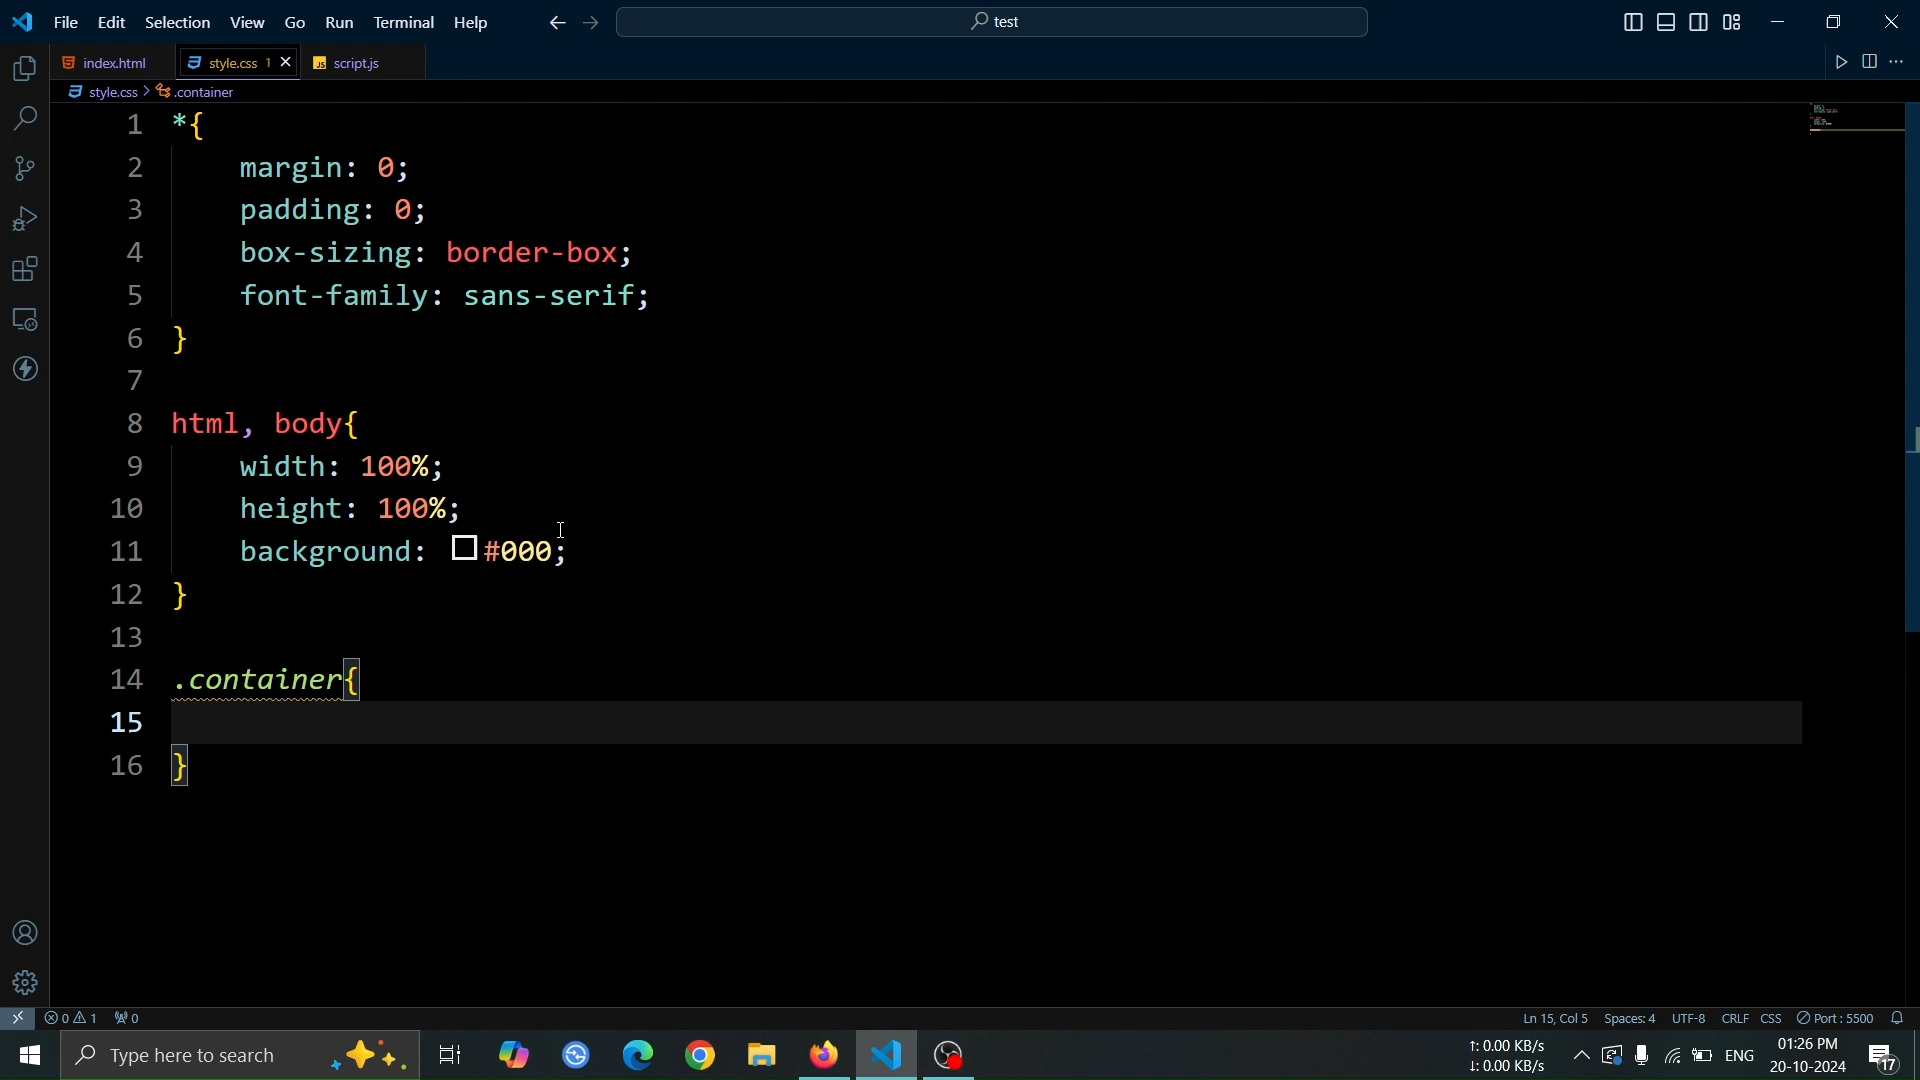 File Edit Selection View Go Run Terminal Help
test
index.html
style.css 1
JS script.js
style.css > .container
1 *{
2 margin: 0;
3 padding: 0;
4 box-sizing: border-box;
5 font-family: sans-serif;
6 }
7
8 html, body{
9 width: 100%;
10 height: 100%;
11 background: #000;
12 }
13
14 .container{
15
16 }
0 1 0
Ln 15, Col 5 Spaces: 4 UTF-8 CRLF CSS Port : 5500
Type here to search
↑: 0.00 KB/s
↓: 0.00 KB/s
ENG
01:26 PM
20-10-2024
17